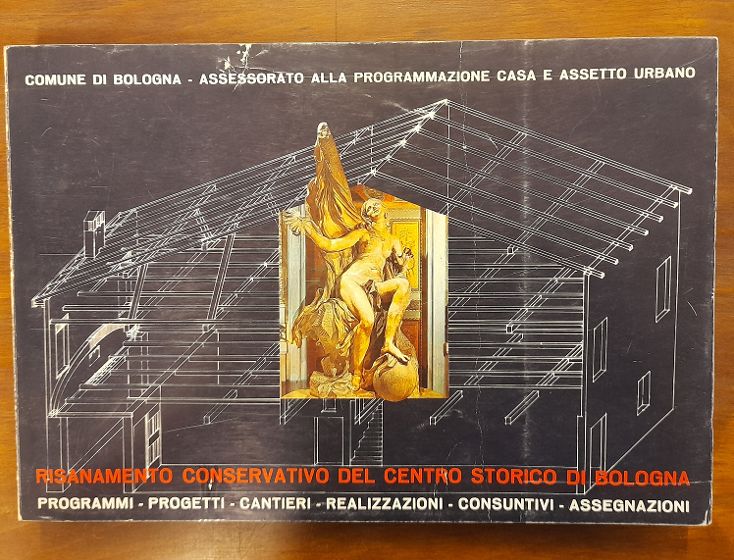 COMUNE DI BOLOGNA - ASSESSORATO ALLA PROGRAMMAZIONE CASA E ASSETTO URBANO
RISANAMENTO CONSERVATIVO DEL CENTRO STORICO DI BOLOGNA
PROGRAMMI - PROGETTI - CANTIERI - REALIZZAZIONI - CONSUNTIVI - ASSEGNAZIONI